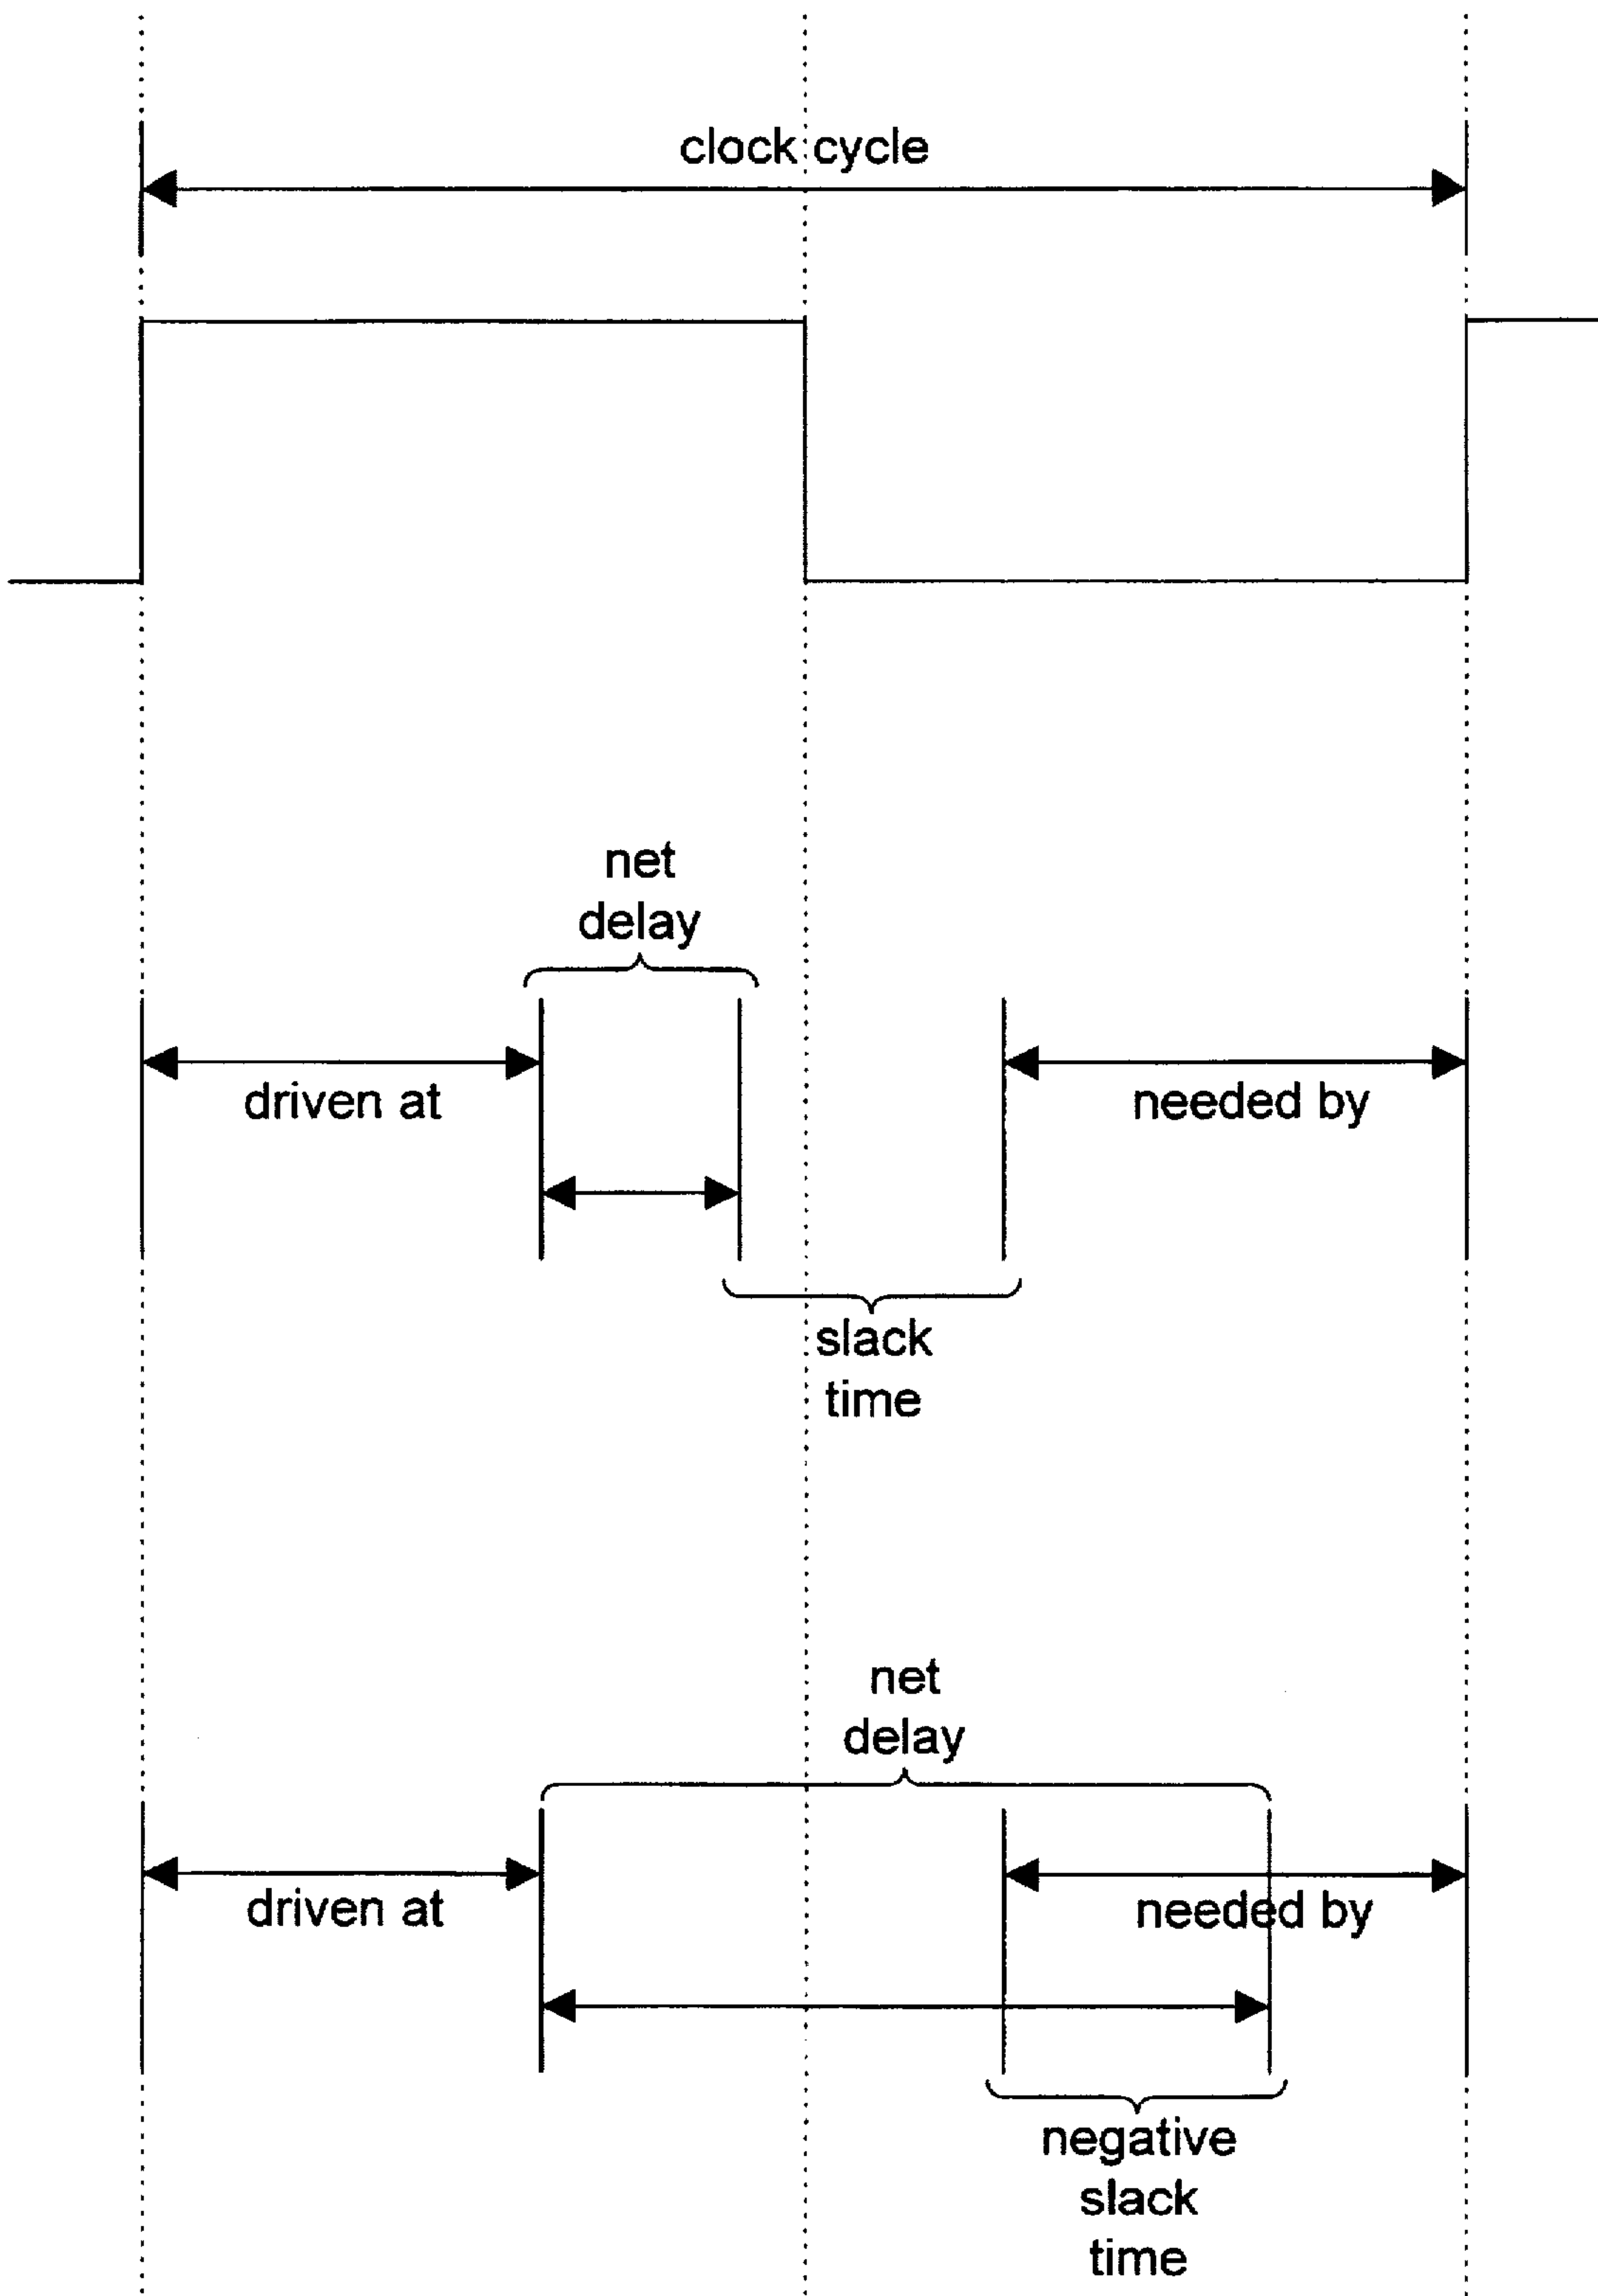 clock cycle
net
delay
driven at
needed by
slack
time
net
delay
driven at
needed by
negative
slack
time